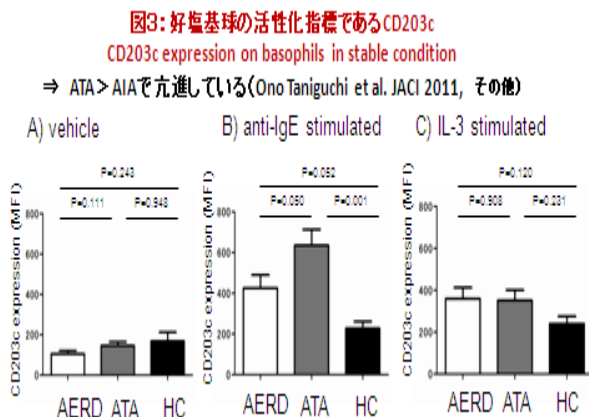 図3: 好塩基球の活性化指標であるCD203c
CD203c expression on basophils in stable condition
⇒ ATA>AIAで亢進している(Ono Taniguchi et al. JACI 2011, その他)
A) vehicle
B) anti-IgE stimulated
C) IL-3 stimulated
P=0.243
P=0.111 P=0.948
CD203c expression (MFI)
800
600
400
200
0
AERD ATA HC
P=0.052
P=0.050 P=0.001
CD203c expression (MFI)
800
600
400
200
0
AERD ATA HC
P=0.120
P=0.908 P=0.231
CD203c expression (MFI)
800
600
400
200
0
AERD ATA HC